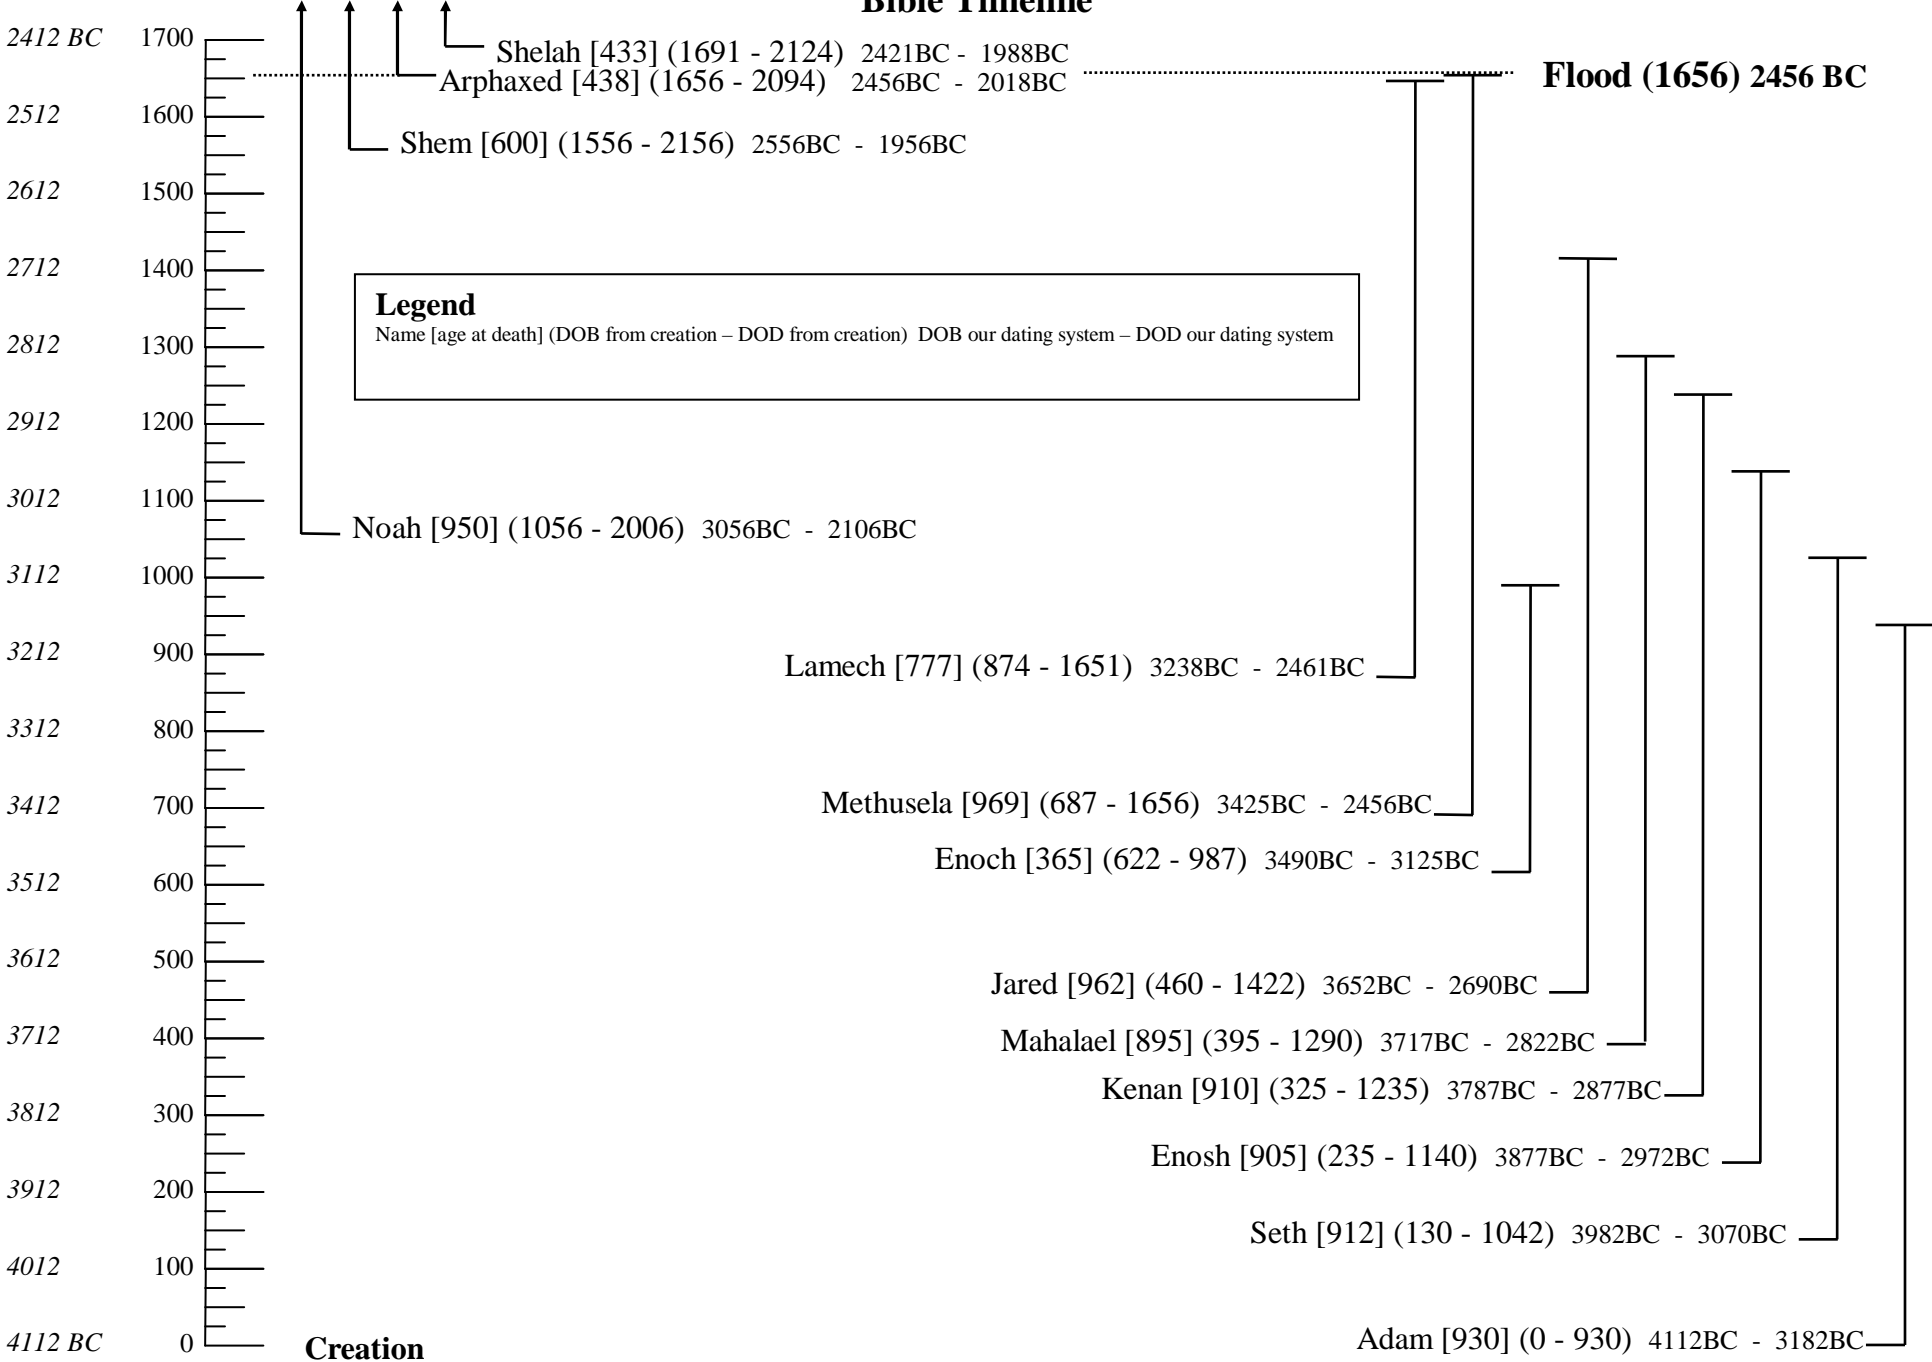 Bible Timeline
2412 BC 1700
Shelah [433] (1691 - 2124) 2421BC - 1988BC
Arphaxed [438] (1656 - 2094) 2456BC - 2018BC
Flood (1656) 2456 BC
2512 1600
Shem [600] (1556 - 2156) 2556BC - 1956BC
2612 1500
2712 1400
Legend
Name [age at death] (DOB from creation – DOD from creation) DOB our dating system – DOD our dating system
2812 1300
2912 1200
3012 1100
Noah [950] (1056 - 2006) 3056BC - 2106BC
3112 1000
3212 900
Lamech [777] (874 - 1651) 3238BC - 2461BC
3312 800
3412 700
Methusela [969] (687 - 1656) 3425BC - 2456BC
Enoch [365] (622 - 987) 3490BC - 3125BC
3512 600
3612 500
Jared [962] (460 - 1422) 3652BC - 2690BC
3712 400
Mahalael [895] (395 - 1290) 3717BC - 2822BC
Kenan [910] (325 - 1235) 3787BC - 2877BC
3812 300
Enosh [905] (235 - 1140) 3877BC - 2972BC
3912 200
Seth [912] (130 - 1042) 3982BC - 3070BC
4012 100
4112 BC 0
Creation
Adam [930] (0 - 930) 4112BC - 3182BC